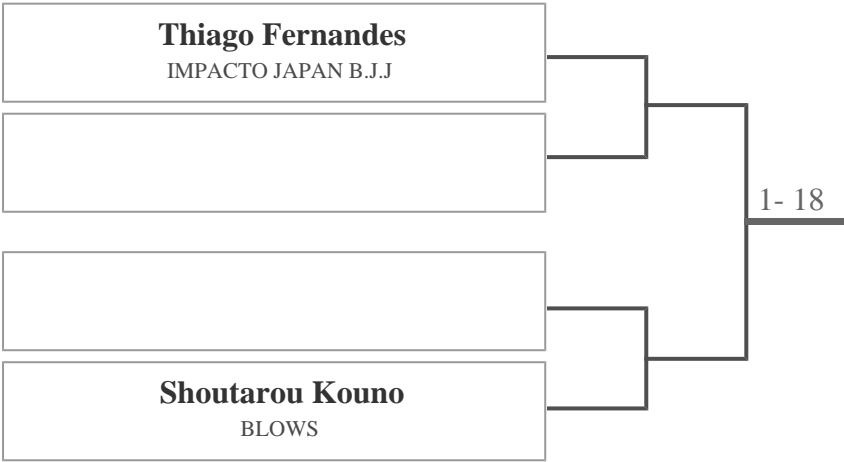 Thiago Fernandes
IMPACTO JAPAN B.J.J
1- 18
Shoutarou Kouno
BLOWS